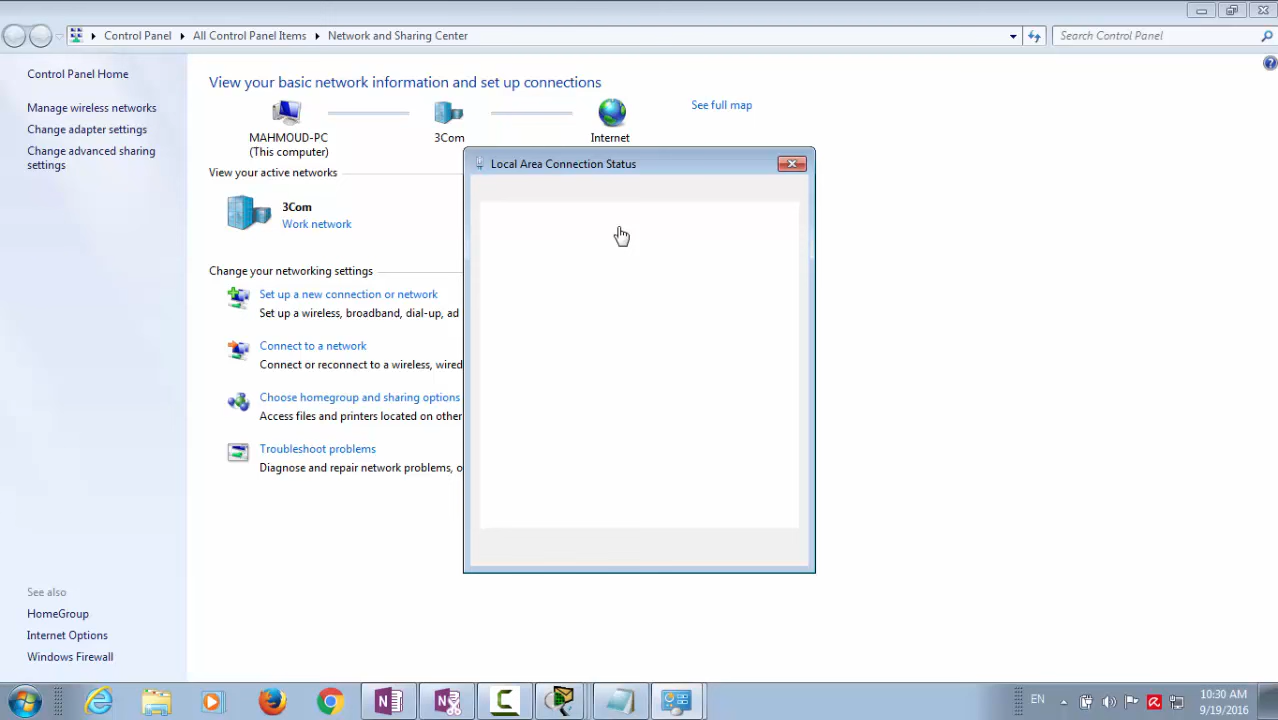 Control Panel
All Control Panel Items
Network and Sharing Center
Search Control Panel
Control Panel Home
Manage wireless networks
Change adapter settings
Change advanced sharing
settings
View your basic network information and set up connections
See full map
MAHMOUD-PC
(This computer)
3Com
Internet
View your active networks
3Com
Work network
Local Area Connection Status
Change your networking settings
Set up a new connection or network
Set up a wireless, broadband, dial-up, ad
Connect to a network
Connect or reconnect to a wireless, wired
Choose homegroup and sharing options
Access files and printers located on other
Troubleshoot problems
Diagnose and repair network problems, o
See also
HomeGroup
Internet Options
Windows Firewall
EN
10:30 AM
9/19/2016